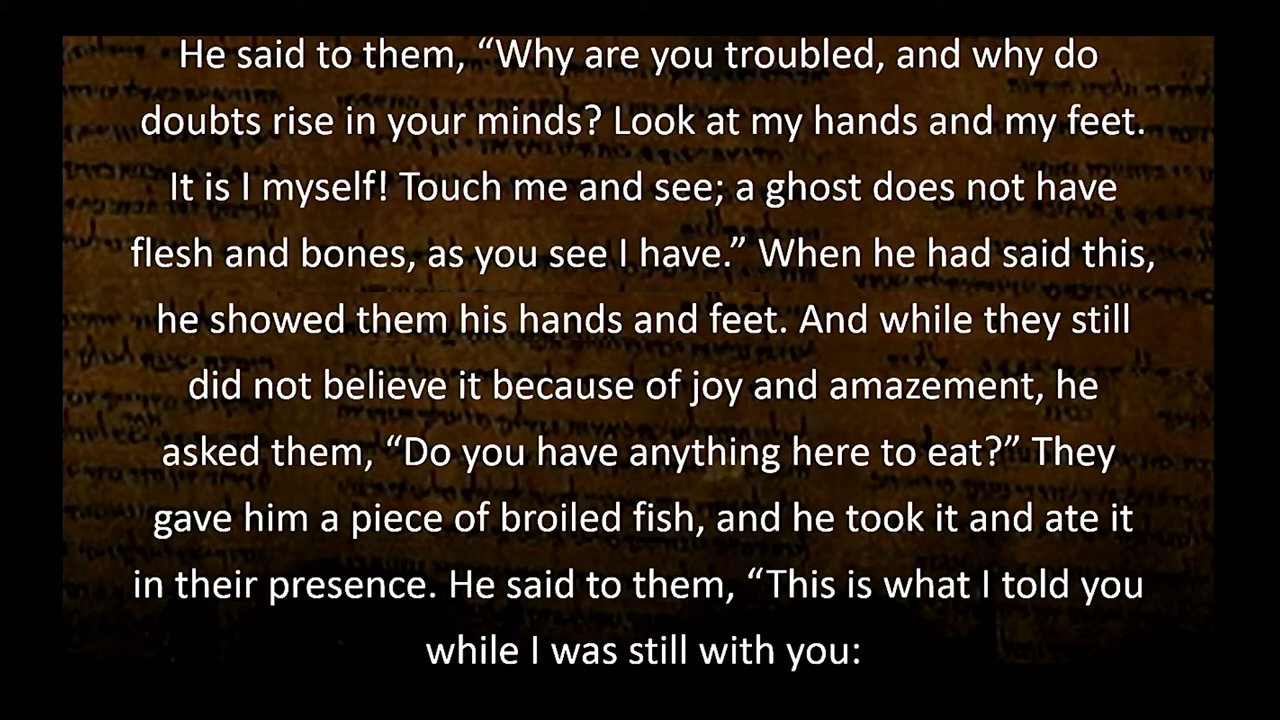 He said to them, “Why are you troubled, and why do
doubts rise in your minds? Look at my hands and my feet.
It is I myself! Touch me and see; a ghost does not have
flesh and bones, as you see I have.” When he had said this,
he showed them his hands and feet. And while they still
did not believe it because of joy and amazement, he
asked them, “Do you have anything here to eat?” They
gave him a piece of broiled fish, and he took it and ate it
in their presence. He said to them, “This is what I told you
while I was still with you: